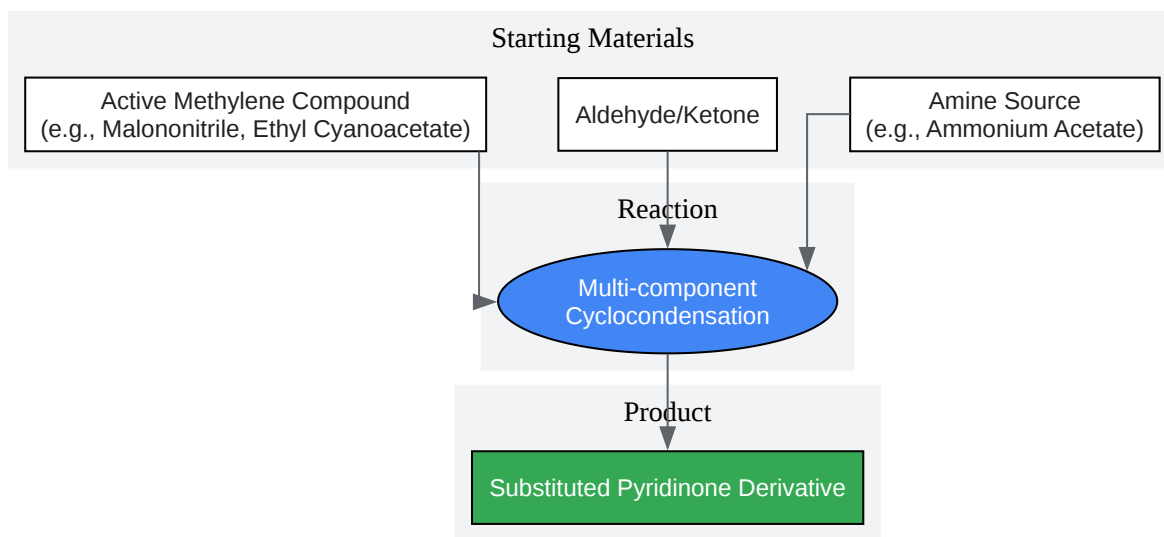 Starting Materials
Active Methylene Compound
(e.g., Malononitrile, Ethyl Cyanoacetate)
Aldehyde/Ketone
Amine Source
(e.g., Ammonium Acetate)
Reaction
Multi-component
Cyclocondensation
Product
Substituted Pyridinone Derivative